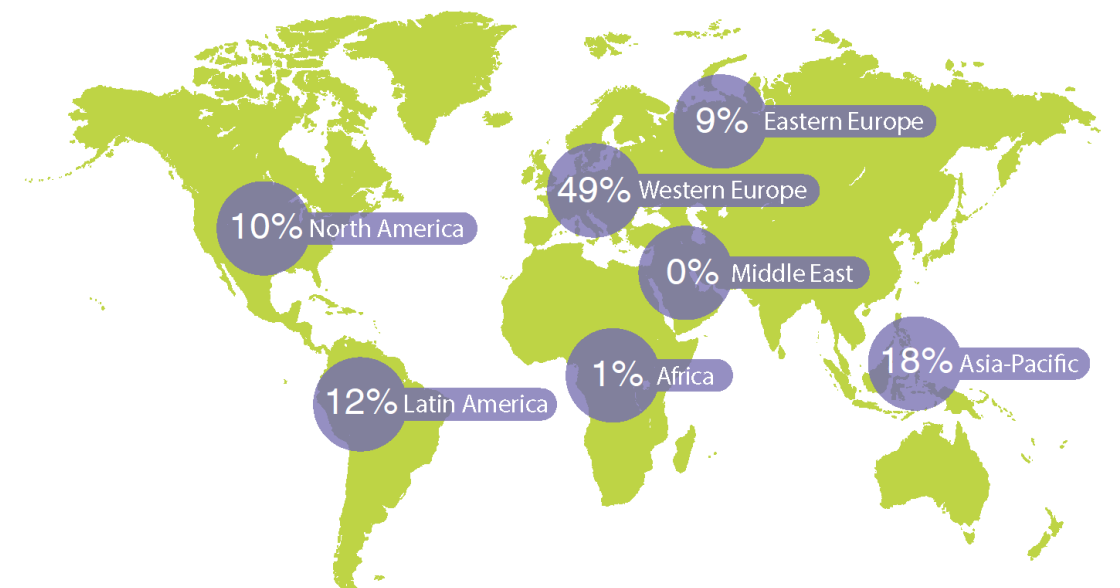 9% Eastern Europe
49% Western Europe
10% North America
0% Middle East
18% Asia-Pacific
1% Africa
12% Latin America